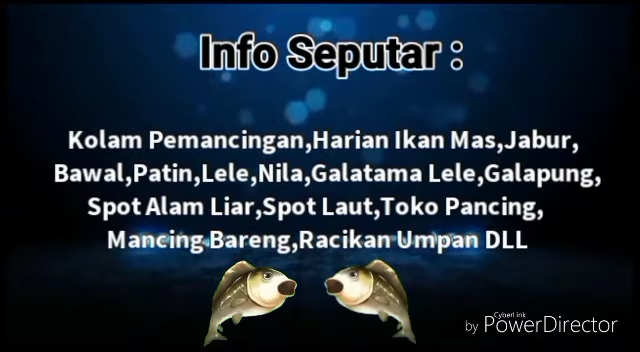 Info Seputar :
Kolam Pemancingan,Harian Ikan Mas,Jabur,
Bawal,Patin,Lele,Nila,Galatama Lele,Galapung,
Spot Alam Liar,Spot Laut,Toko Pancing,
Mancing Bareng,Racikan Umpan DLL
CyberLink
by PowerDirector